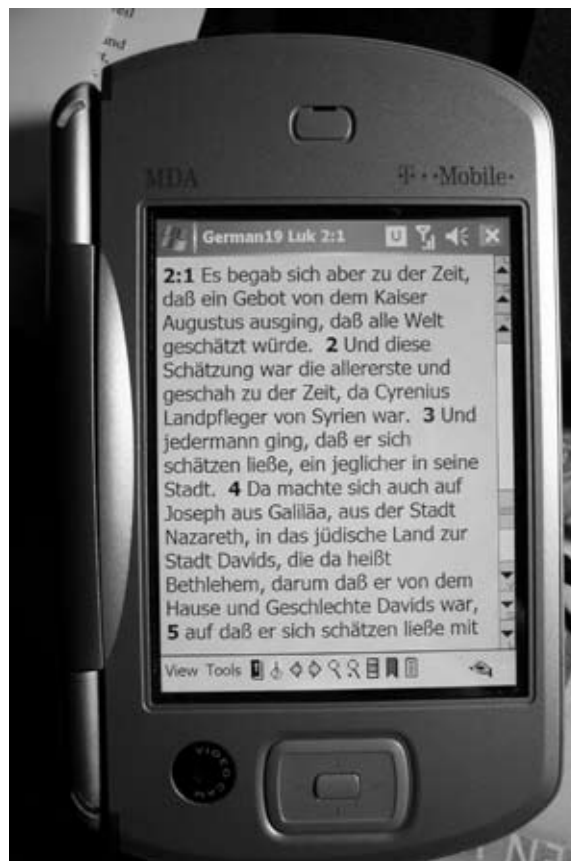 MDA
T··Mobile·
German19 Luk 2:1
2:1 Es begab sich aber zu der Zeit,
daß ein Gebot von dem Kaiser
Augustus ausging, daß alle Welt
geschätzt würde. 2 Und diese
Schätzung war die allererste und
geschah zu der Zeit, da Cyrenius
Landpfleger von Syrien war. 3 Und
jedermann ging, daß er sich
schätzen ließe, ein jeglicher in seine
Stadt. 4 Da machte sich auch auf
Joseph aus Galiläa, aus der Stadt
Nazareth, in das jüdische Land zur
Stadt Davids, die da heißt
Bethlehem, darum daß er von dem
Hause und Geschlechte Davids war,
5 auf daß er sich schätzen ließe mit
View Tools
VIDEO CAM